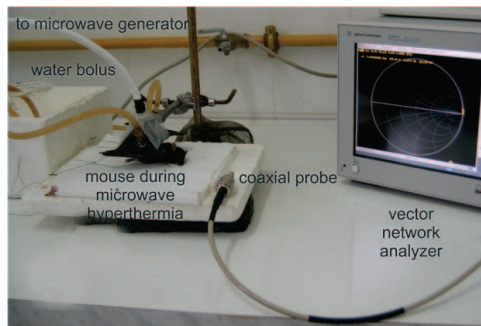 to microwave generator
water bolus
mouse during
microwave
hyperthermia
coaxial probe
vector
network
analyzer